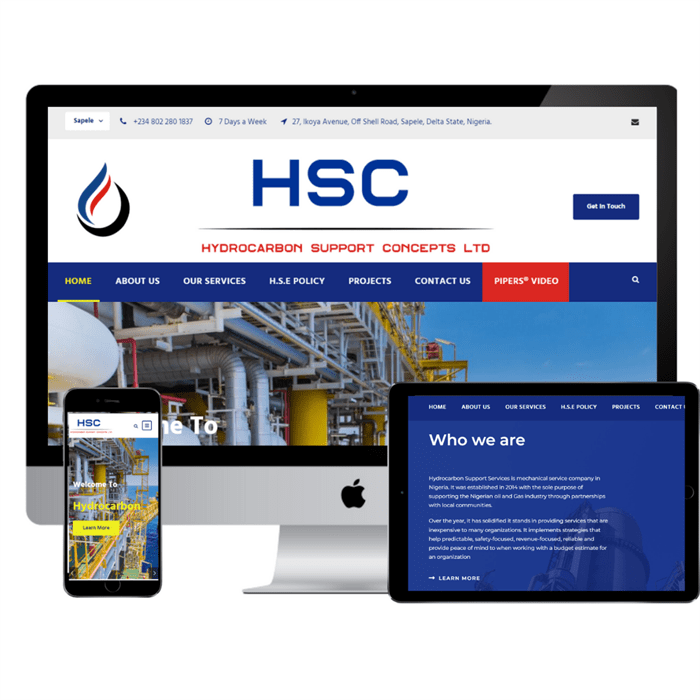 Sapele
+234 802 280 1837
7 Days a Week
27, Ikoya Avenue, Off Shell Road, Sapele, Delta State, Nigeria.
HSC
HYDROCARBON SUPPORT CONCEPTS LTD
Get In Touch
HOME ABOUT US OUR SERVICES H.S.E POLICY PROJECTS CONTACT US PIPERS® VIDEO
me To
HSC
Welcome To
Hydrocarbon
Learn More
HOME ABOUT US OUR SERVICES H.S.E POLICY PROJECTS CONTACT
Who we are
Hydrocarbon Support Services is mechanical service company in
Nigeria. It was established in 2014 with the sole purpose of
supporting the Nigerian oil and Gas industry through partnerships
with local communities.
Over the year, it has solidified it stands in providing services that are
inexpensive to many organizations. It implements strategies that
help predictable, safety-focused, revenue-focused, reliable and
provide peace of mind to when working with a budget estimate for
an organization
LEARN MORE